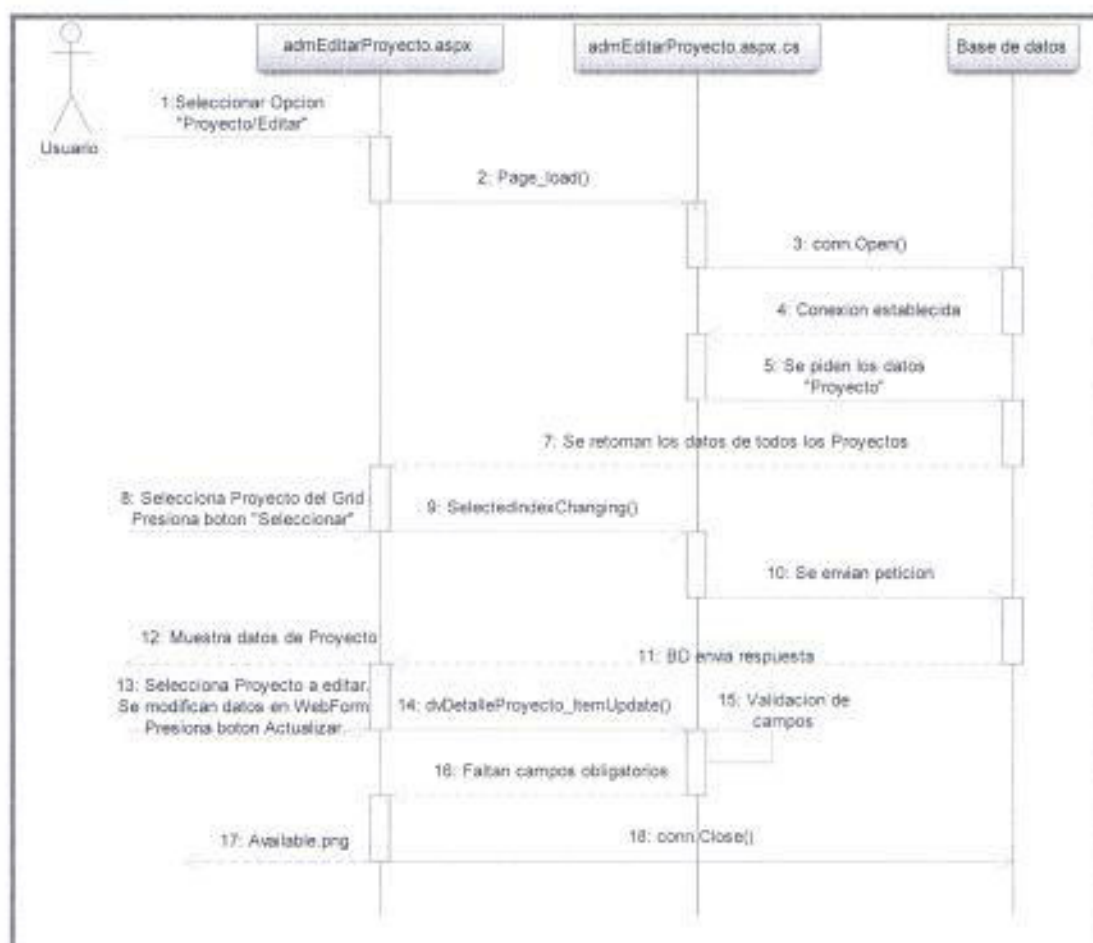 admEditarProyecto.aspx
admEditarProyecto.aspx.cs
Base de datos
Usuario
1:Seleccionar Opcion
"Proyecto/Editar"
2: Page_load()
3: conn.Open()
4: Conexion establecida
5: Se piden los datos
"Proyecto"
7: Se retornan los datos de todos los Proyectos
8: Selecciona Proyecto del Grid
Presiona boton "Seleccionar"
9: SelectedIndexChanging()
10: Se envian peticion
12: Muestra datos de Proyecto
11: BD envia respuesta
13: Selecciona Proyecto a editar.
Se modifican datos en WebForm
Presiona boton Actualizar.
14: dvDetalleProyecto_ItemUpdate()
15: Validacion de
campos
16: Faltan campos obligatorios
17: Available.png
18: conn.Close()